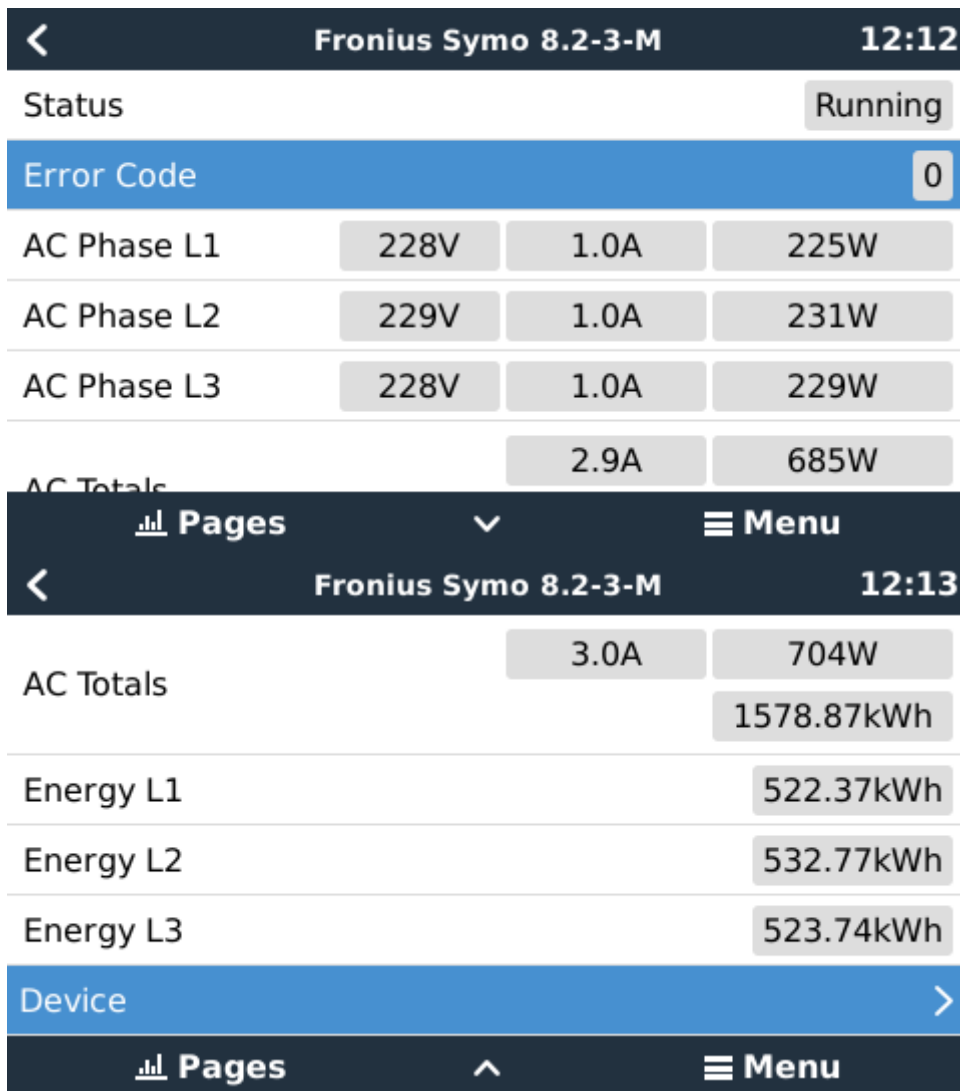 Fronius Symo 8.2-3-M 12:12
Status Running
Error Code 0
AC Phase L1 228V 1.0A 225W
AC Phase L2 229V 1.0A 231W
AC Phase L3 228V 1.0A 229W
AC Totals 2.9A 685W
Pages Menu
Fronius Symo 8.2-3-M 12:13
AC Totals 3.0A 704W
1578.87kWh
Energy L1 522.37kWh
Energy L2 532.77kWh
Energy L3 523.74kWh
Device
Pages Menu